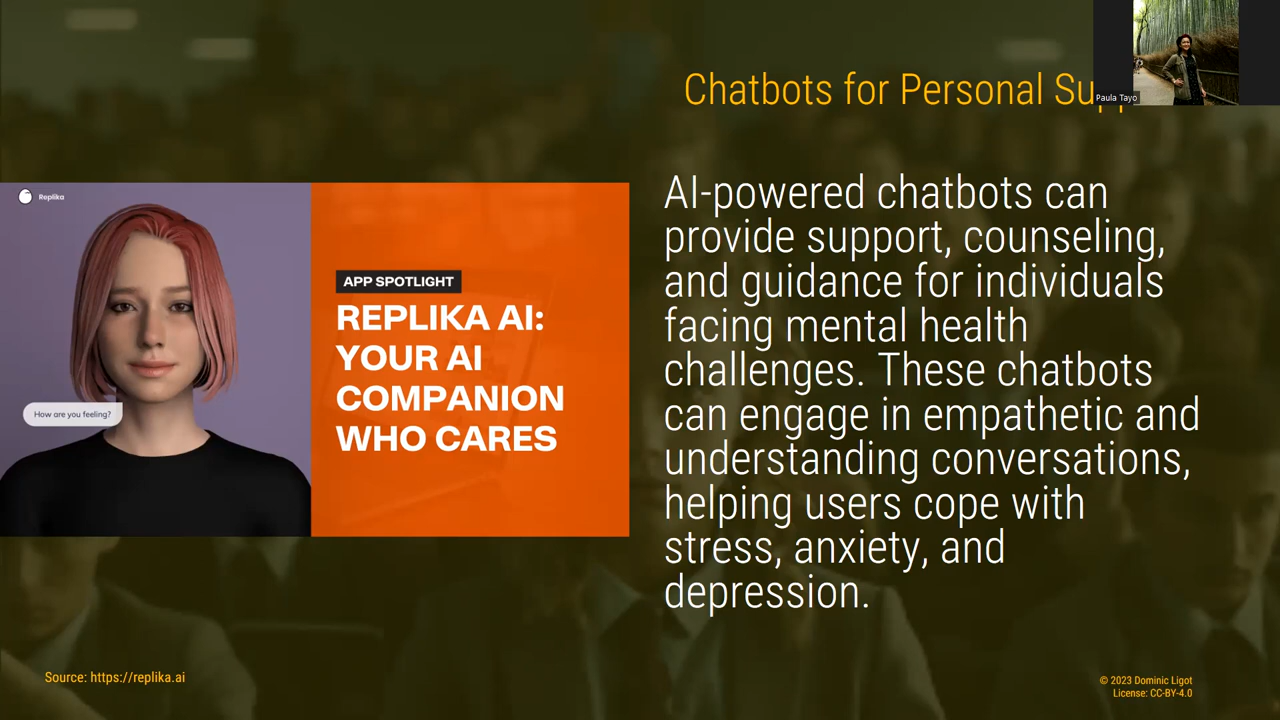 Chatbots for Personal
Paula Tayo
Replika
How are you feeling?
APP SPOTLIGHT
REPLIKA AI:
YOUR AI
COMPANION
WHO CARES
AI-powered chatbots can
provide support, counseling,
and guidance for individuals
facing mental health
challenges. These chatbots
can engage in empathetic and
understanding conversations,
helping users cope with
stress, anxiety, and
depression.
Source: https://replika.ai
© 2023 Dominic Ligot
License: CC-BY-4.0